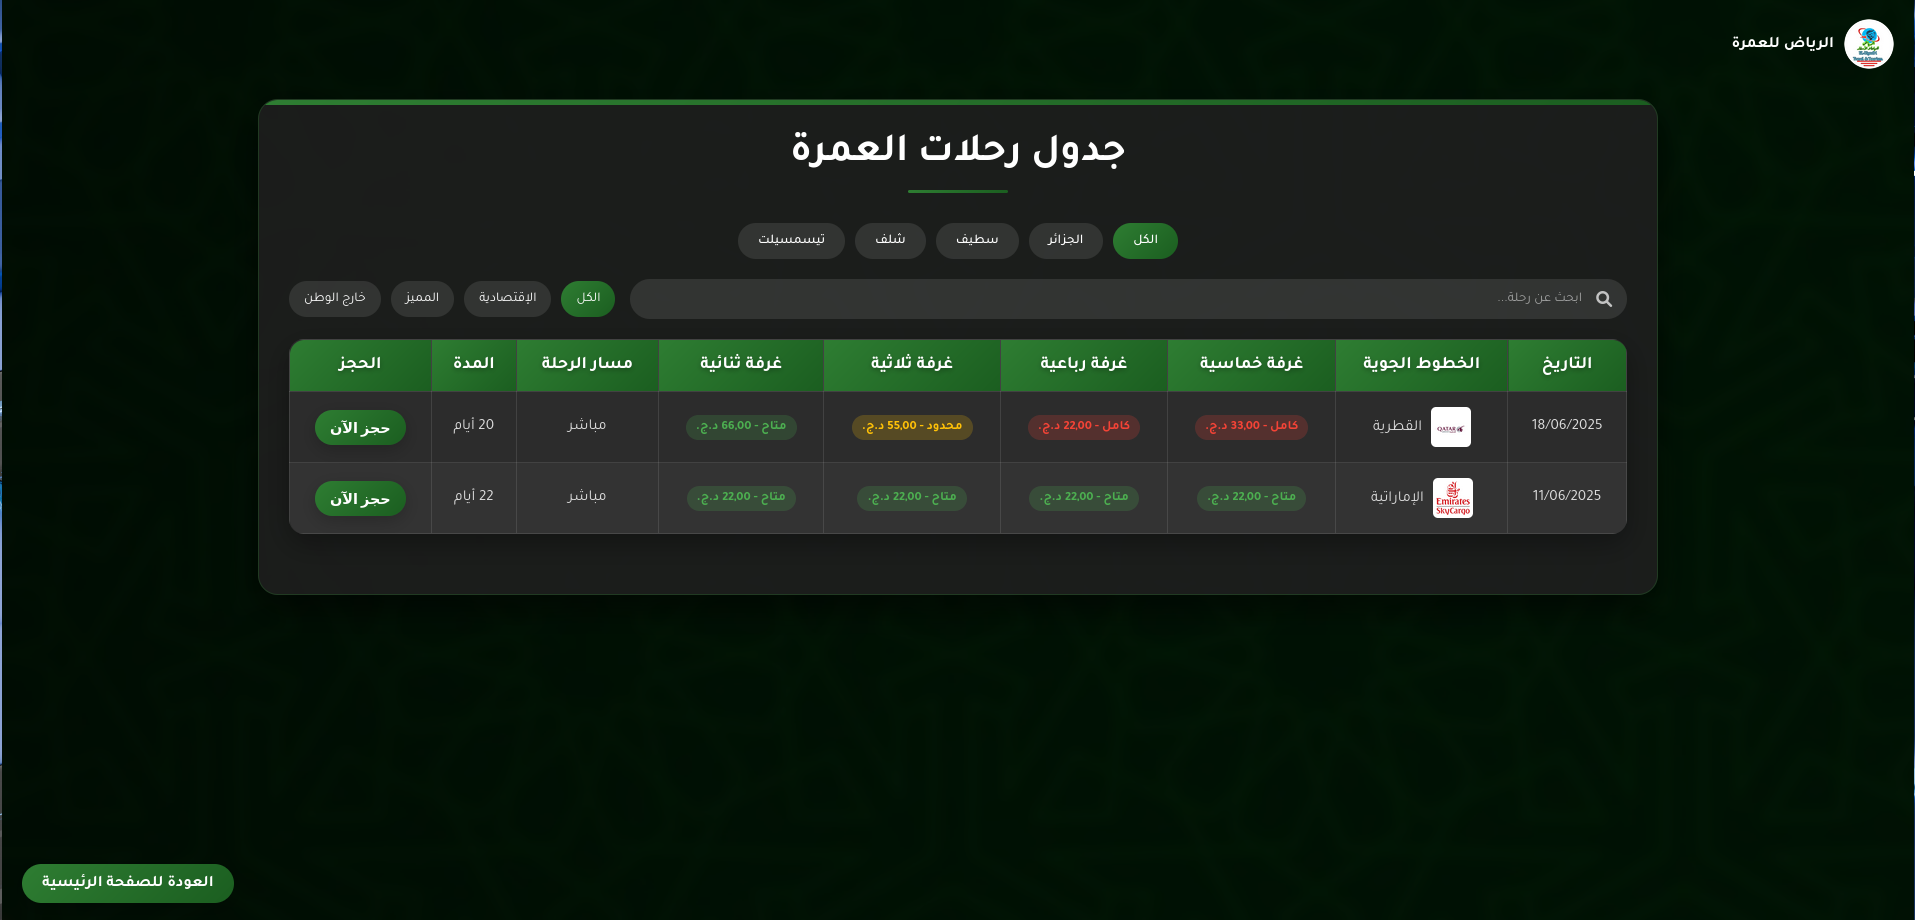 الرياض للعمرة
جدول رحلات العمرة
الكل الجزائر سطيف شلف تيسمسيلت
ابحث عن رحلة... الكل الإقتصادية المميز خارج الوطن
التاريخ الخطوط الجوية غرفة خماسية غرفة رباعية غرفة ثلاثية غرفة ثنائية مسار الرحلة المدة الحجز
18/06/2025 QATAR القطرية كامل - 33,00 د.ج. كامل - 22,00 د.ج. محدود - 55,00 د.ج. متاح - 66,00 د.ج. مباشر 20 أيام حجز الآن
11/06/2025 Emirates SkyCargo الإماراتية متاح - 22,00 د.ج. متاح - 22,00 د.ج. متاح - 22,00 د.ج. متاح - 22,00 د.ج. مباشر 22 أيام حجز الآن
العودة للصفحة الرئيسية